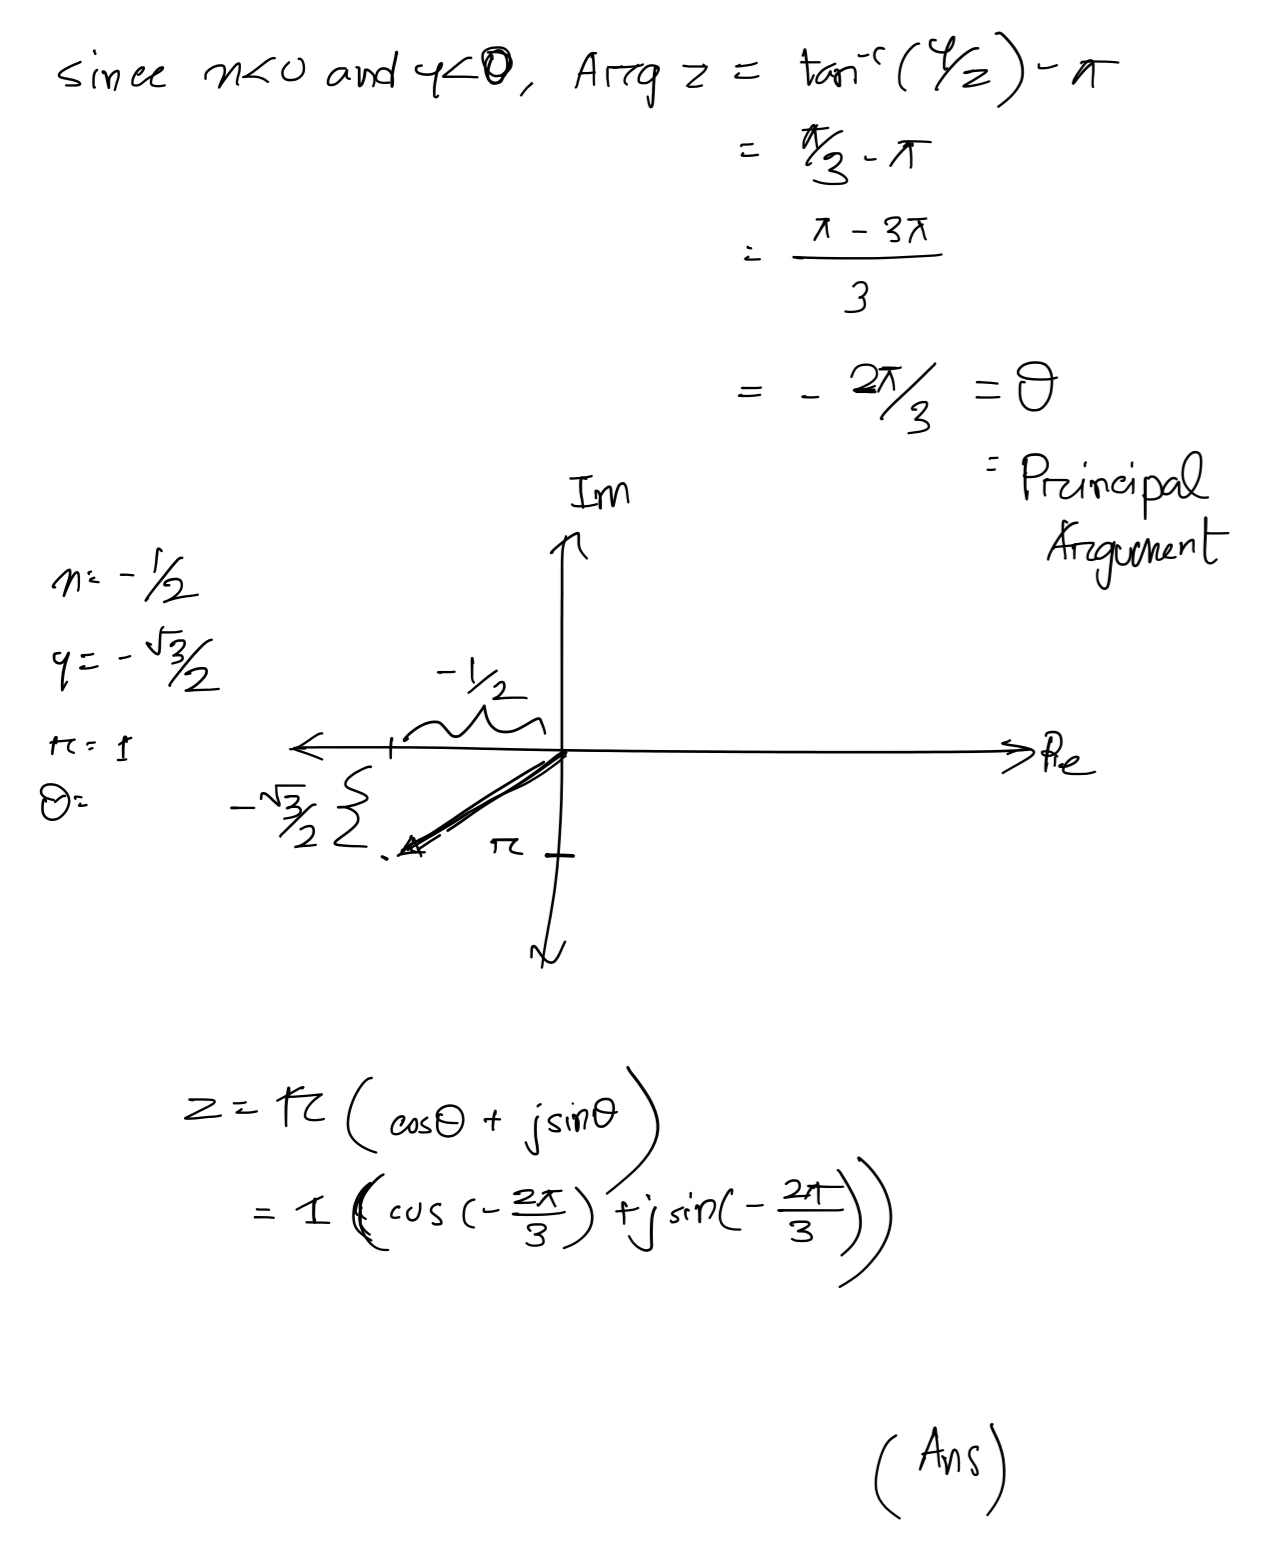 since x<0 and y<0, Arg z = tan⁻¹(y/z) - π
= π/3 - π
= (π - 3π)/3
= - 2π/3 = θ
= Principal
Argument
Im
x = -1/2
y = -√3/2
r = 1
θ =
-1/2
Re
-√3/2
r
z = r (cosθ + j sinθ)
= 1 (cos (-2π/3) + j sin(-2π/3))
(Ans)